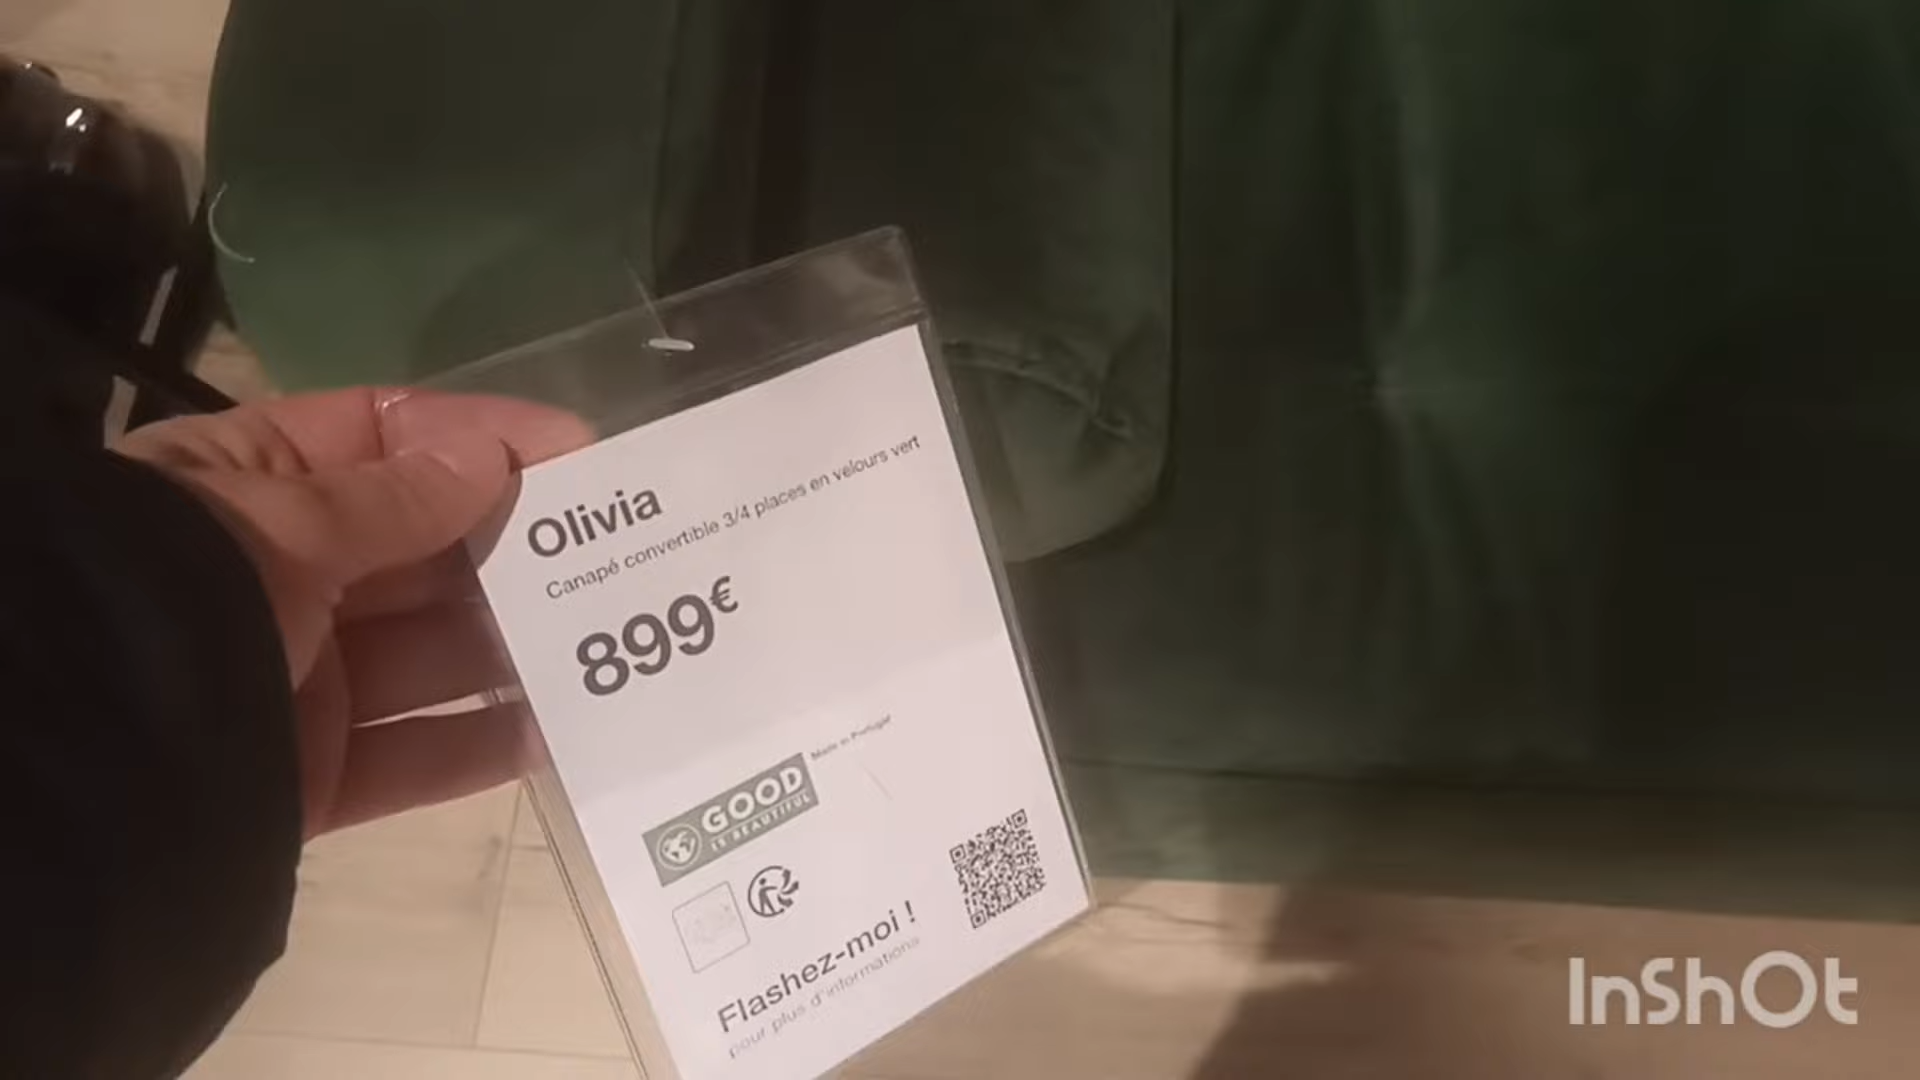 Olivia
Canapé convertible 3/4 places en velours vert
899€
Made in Portugal
GOOD
IS BEAUTIFUL
Flashez-moi !
pour plus d'informations
InShOt